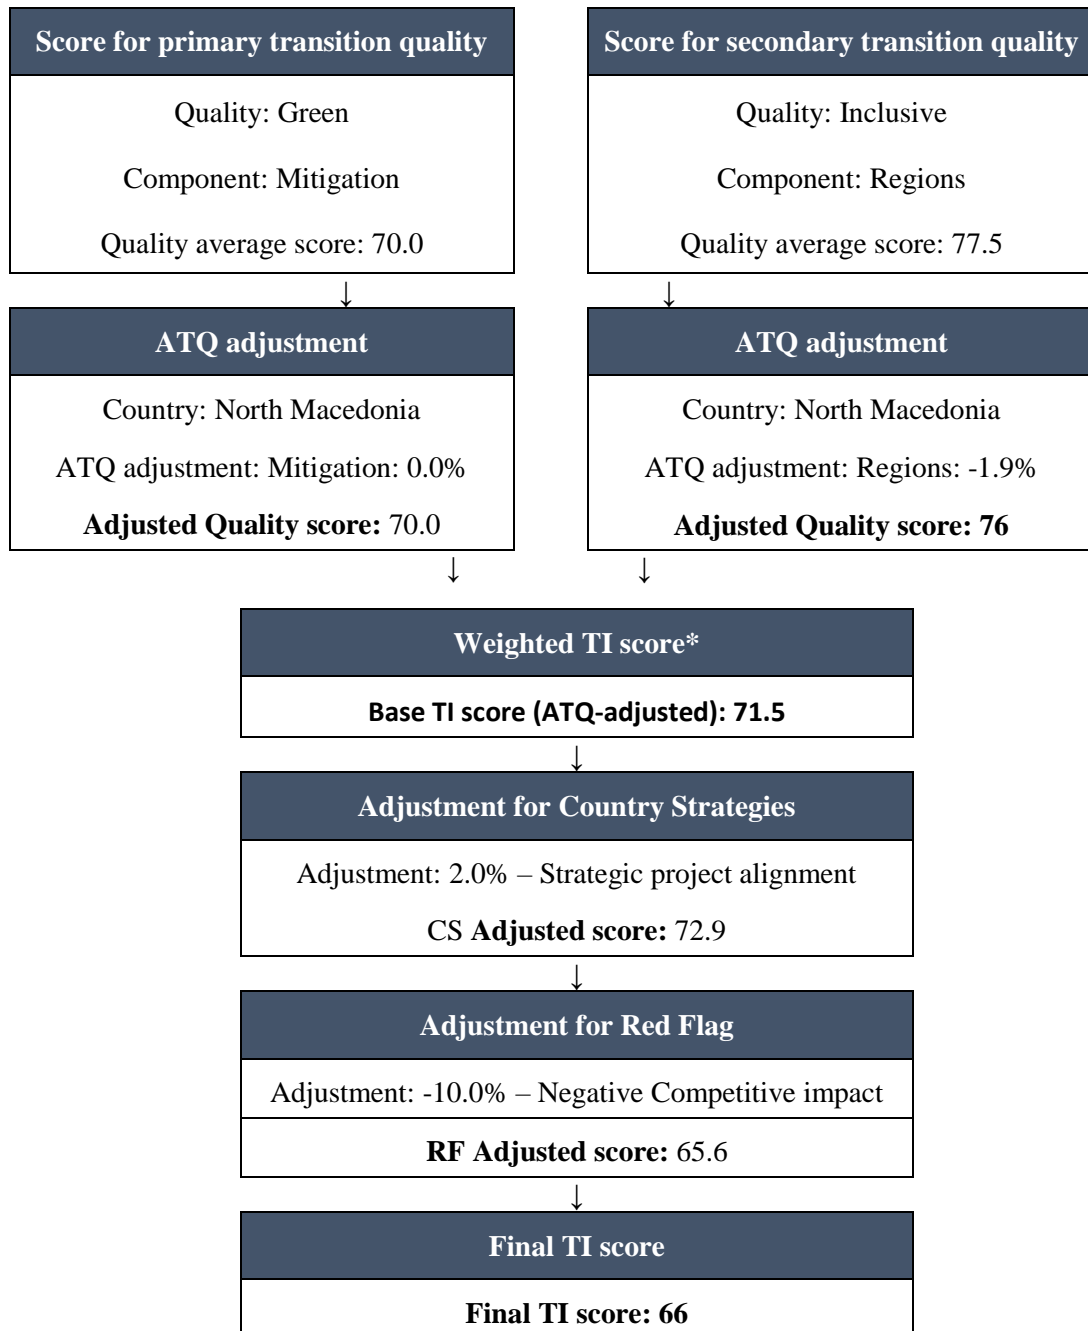 Score for primary transition quality
Quality: Green
Component: Mitigation
Quality average score: 70.0
Score for secondary transition quality
Quality: Inclusive
Component: Regions
Quality average score: 77.5
↓
↓
ATQ adjustment
Country: North Macedonia
ATQ adjustment: Mitigation: 0.0%
Adjusted Quality score: 70.0
ATQ adjustment
Country: North Macedonia
ATQ adjustment: Regions: -1.9%
Adjusted Quality score: 76
↓
↓
Weighted TI score*
Base TI score (ATQ-adjusted): 71.5
↓
Adjustment for Country Strategies
Adjustment: 2.0% – Strategic project alignment
CS Adjusted score: 72.9
↓
Adjustment for Red Flag
Adjustment: -10.0% – Negative Competitive impact
RF Adjusted score: 65.6
↓
Final TI score
Final TI score: 66